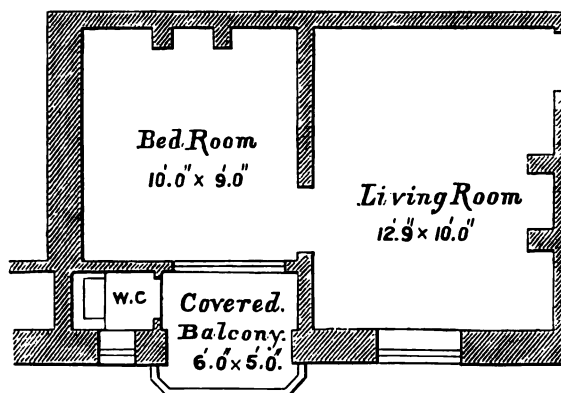 Bed Room
10'.0" × 9'.0"
Living Room
12'.9" × 10'.0"
W.C
Covered.
Balcony.
6'.0" × 5'.0".